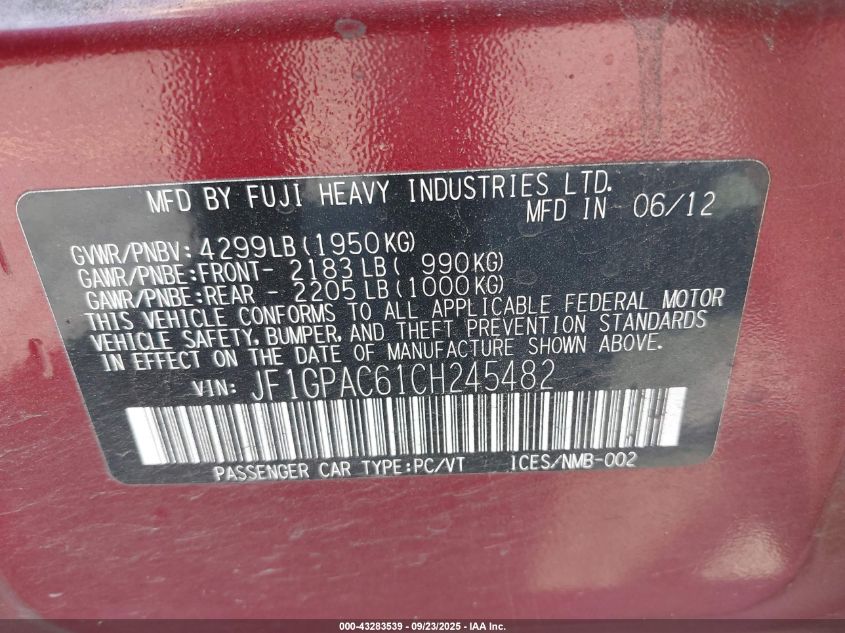 MFD BY FUJI HEAVY INDUSTRIES LTD.
MFD IN 06/12
GVWR/PNBV: 4299LB (1950KG)
GAWR/PNBE: FRONT- 2183 LB ( 990KG)
GAWR/PNBE: REAR - 2205 LB (1000KG)
THIS VEHICLE CONFORMS TO ALL APPLICABLE FEDERAL MOTOR
VEHICLE SAFETY, BUMPER, AND THEFT PREVENTION STANDARDS
IN EFFECT ON THE DATE OF MANUFACTURE SHOWN ABOVE.
VIN: JF1GPAC61CH245482
PASSENGER CAR TYPE: PC/VT ICES/NMB-002
000-43283539 - 09/23/2025 - IAA Inc.